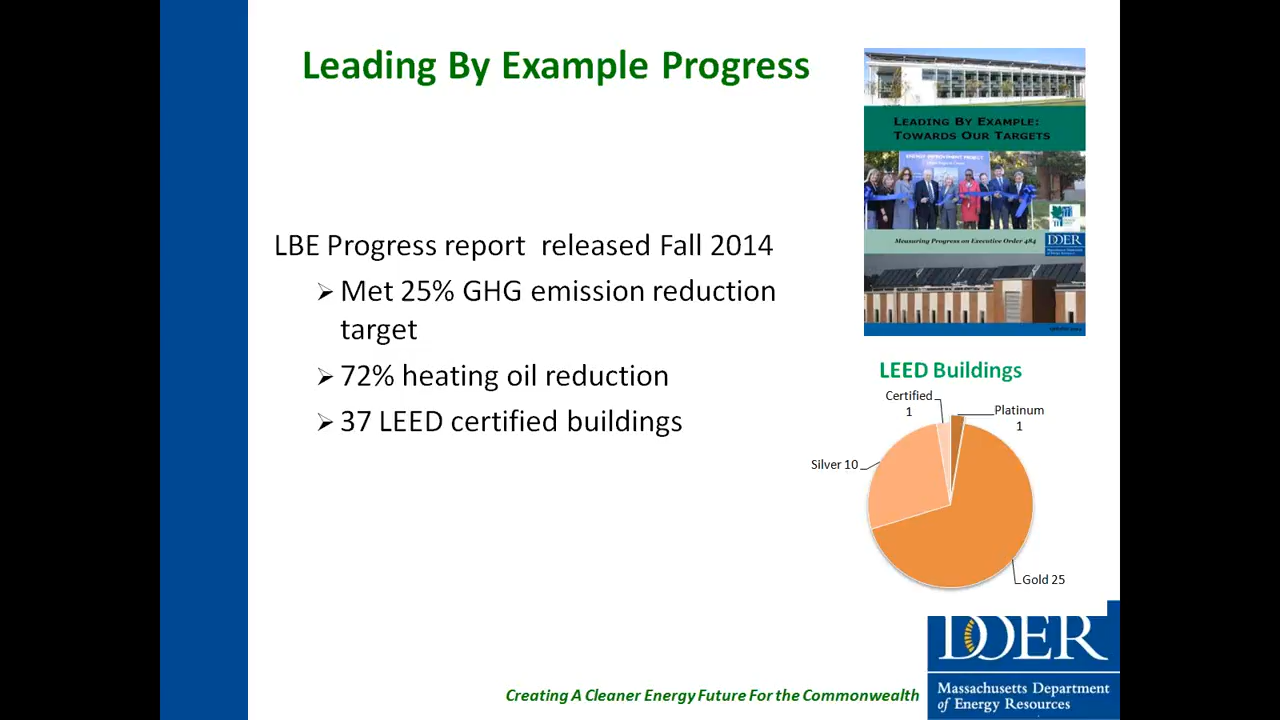 Leading By Example Progress
LEADING BY EXAMPLE:
TOWARDS OUR TARGETS
ENERGY IMPROVEMENT PROJECT
Measuring Progress on Executive Order 484
DOER
LBE Progress report released Fall 2014
➢ Met 25% GHG emission reduction
target
➢ 72% heating oil reduction
➢ 37 LEED certified buildings
LEED Buildings
Certified
1
Platinum
1
Silver 10
Gold 25
DOER
Massachusetts Department
of Energy Resources
Creating A Cleaner Energy Future For the Commonwealth